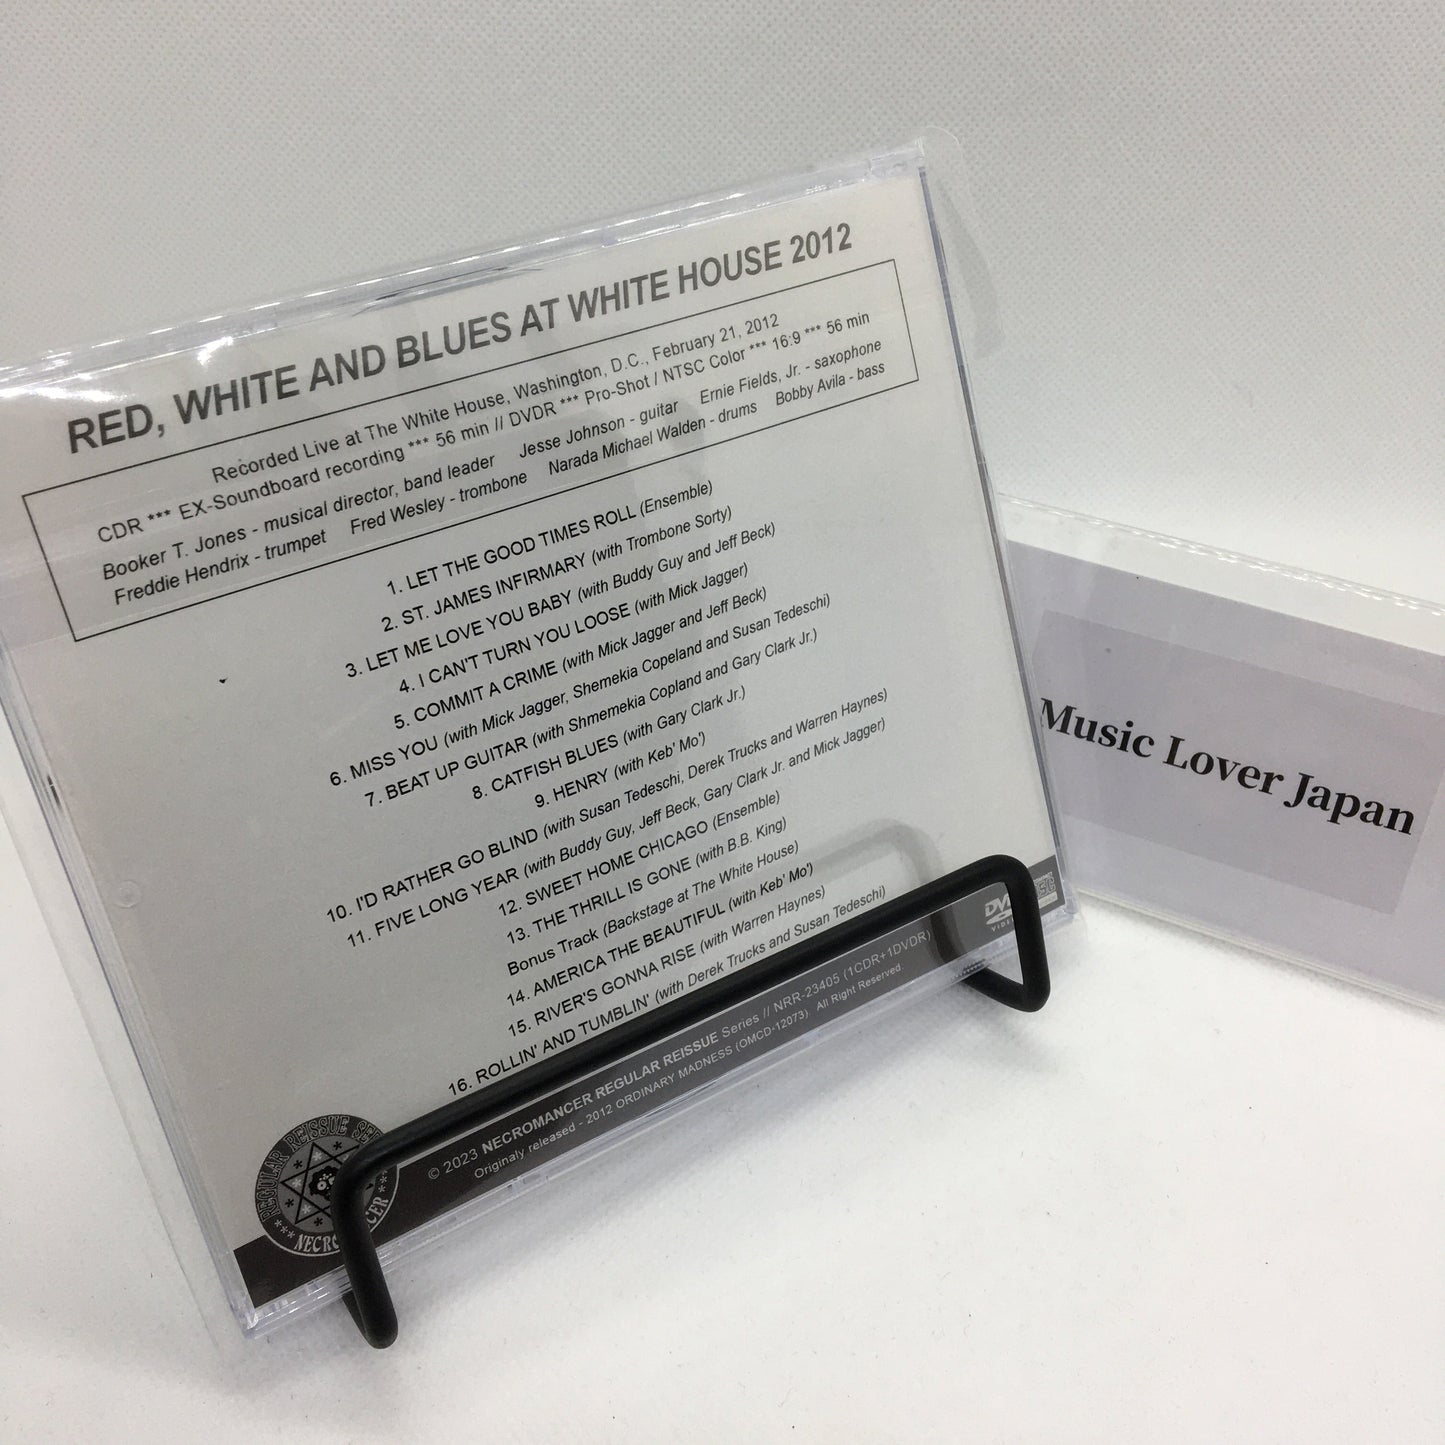 RED, WHITE AND BLUES AT WHITE HOUSE 2012
Recorded Live at The White House, Washington, D.C., February 21, 2012
CDR *** EX-Soundboard recording *** 56 min // DVDR *** Pro-Shot / NTSC Color *** 16:9 *** 56 min
Booker T. Jones - musical director, band leader Jesse Johnson - guitar Ernie Fields, Jr. - saxophone
Freddie Hendrix - trumpet Fred Wesley - trombone Narada Michael Walden - drums Bobby Avila - bass
1. LET THE GOOD TIMES ROLL (Ensemble)
2. ST. JAMES INFIRMARY (with Trombone Sorty)
3. LET ME LOVE YOU BABY (with Buddy Guy and Jeff Beck)
4. I CAN'T TURN YOU LOOSE (with Mick Jagger)
5. COMMIT A CRIME (with Mick Jagger and Jeff Beck)
6. MISS YOU (with Mick Jagger, Shemekia Copeland and Susan Tedeschi)
7. BEAT UP GUITAR (with Shmemekia Copland and Gary Clark Jr.)
8. CATFISH BLUES (with Gary Clark Jr.)
9. HENRY (with Keb' Mo')
10. I'D RATHER GO BLIND (with Susan Tedeschi, Derek Trucks and Warren Haynes)
11. FIVE LONG YEAR (with Buddy Guy, Jeff Beck, Gary Clark Jr. and Mick Jagger)
12. SWEET HOME CHICAGO (Ensemble)
13. THE THRILL IS GONE (with B.B. King)
Bonus Track (Backstage at The White House)
14. AMERICA THE BEAUTIFUL (with Keb' Mo')
15. RIVER'S GONNA RISE (with Warren Haynes)
16. ROLLIN' AND TUMBLIN' (with Derek Trucks and Susan Tedeschi)
© 2023 NECROMANCER REGULAR REISSUE Series // NRR-23405 (1CDR+1DVDR)
Originaly released - 2012 ORDINARY MADNESS (OMCD-12073). All Right Reserved.
REGULAR REISSUE
Music Lover Japan